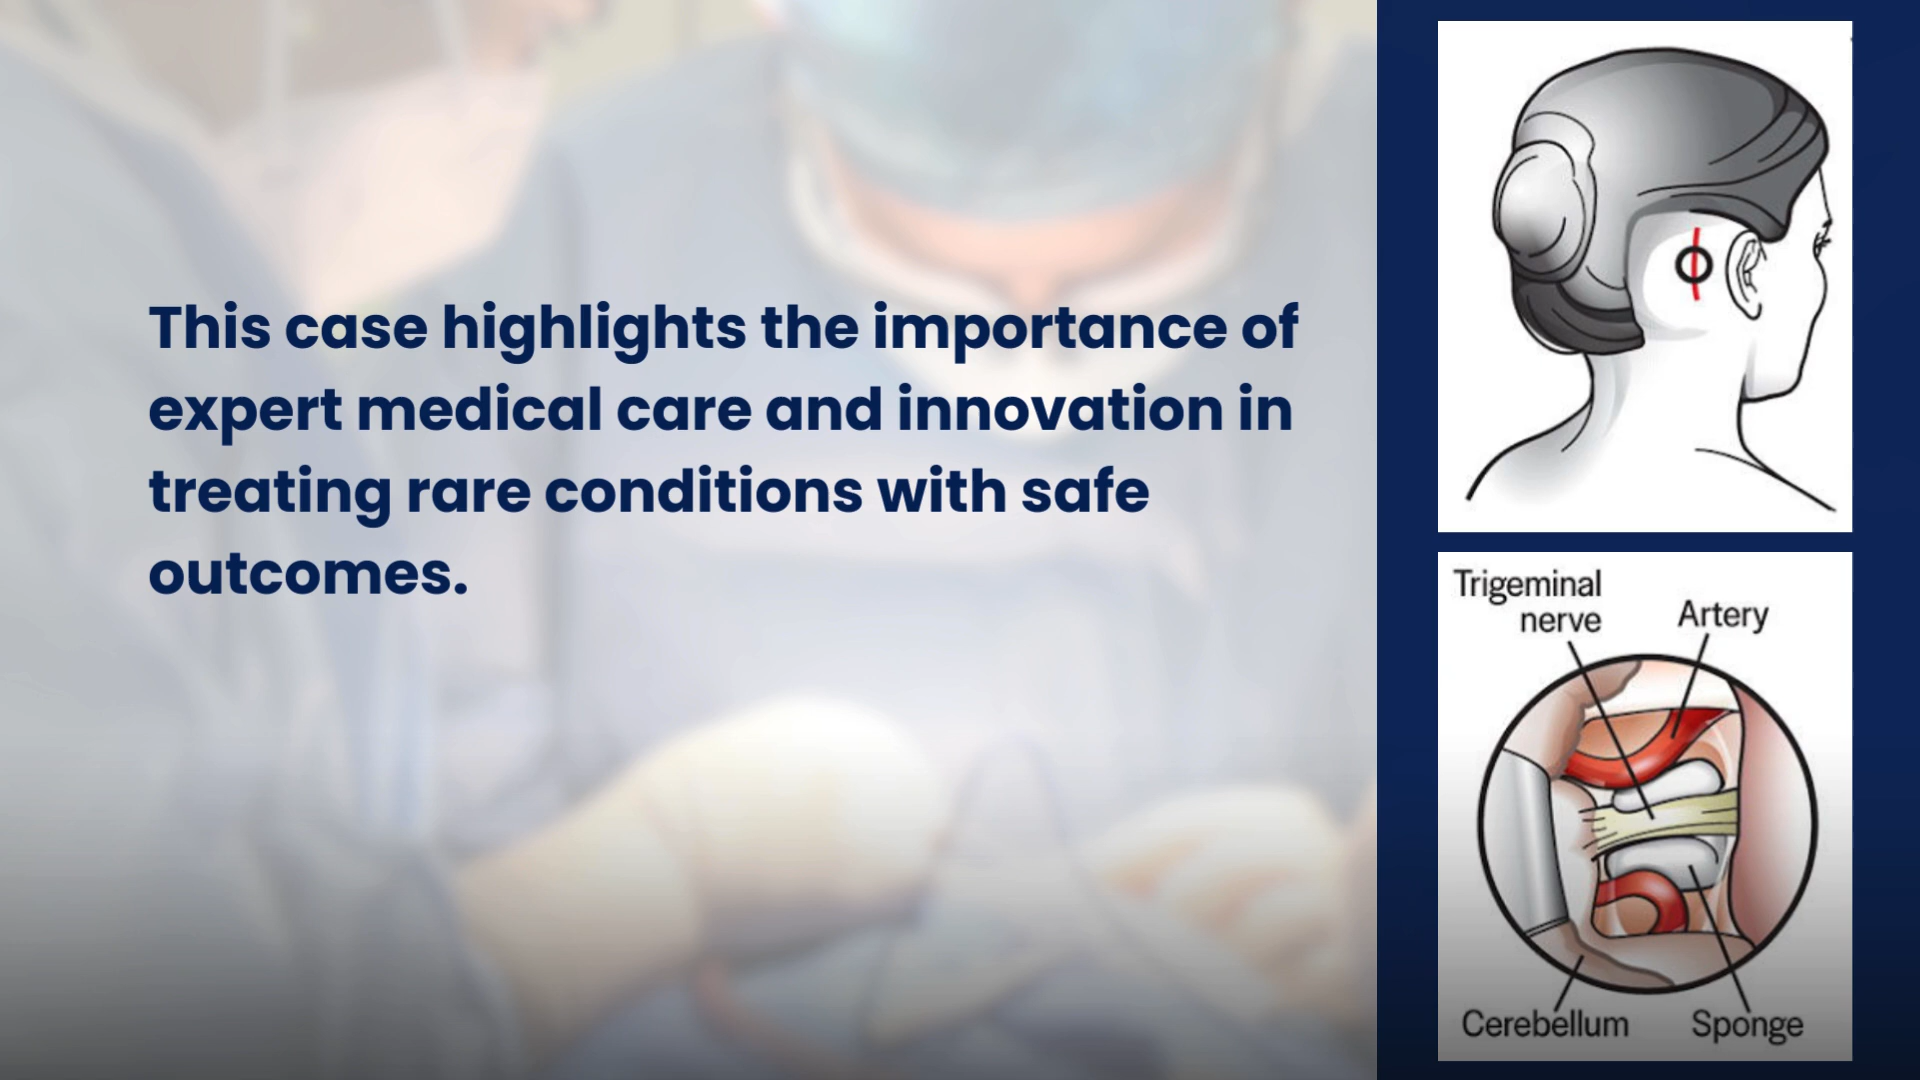 This case highlights the importance of
expert medical care and innovation in
treating rare conditions with safe
outcomes.
Trigeminal
nerve
Artery
Cerebellum
Sponge